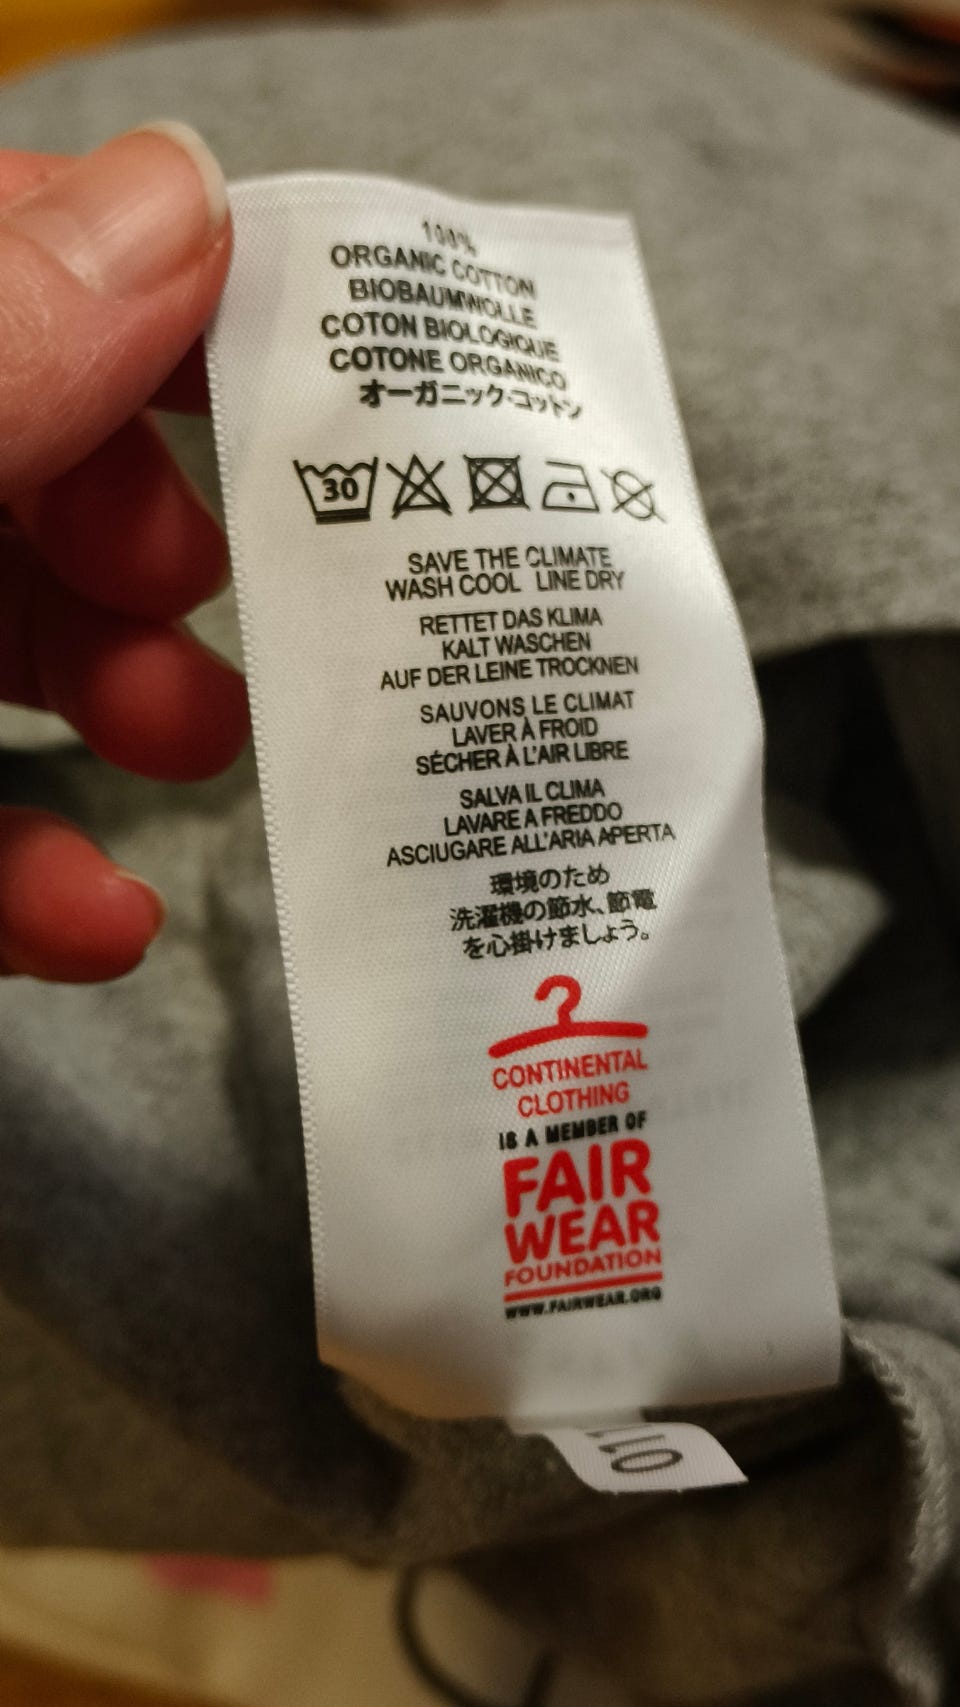 100%
ORGANIC COTTON
BIOBAUMWOLLE
COTON BIOLOGIQUE
COTONE ORGANICO
オーガニック・コットン
30
SAVE THE CLIMATE
WASH COOL LINE DRY
RETTET DAS KLIMA
KALT WASCHEN
AUF DER LEINE TROCKNEN
SAUVONS LE CLIMAT
LAVER À FROID
SÉCHER À L'AIR LIBRE
SALVA IL CLIMA
LAVARE A FREDDO
ASCIUGARE ALL'ARIA APERTA
環境のため
洗濯機の節水、節電
を心掛けましょう。
CONTINENTAL
CLOTHING
IS A MEMBER OF
FAIR
WEAR
FOUNDATION
WWW.FAIRWEAR.ORG